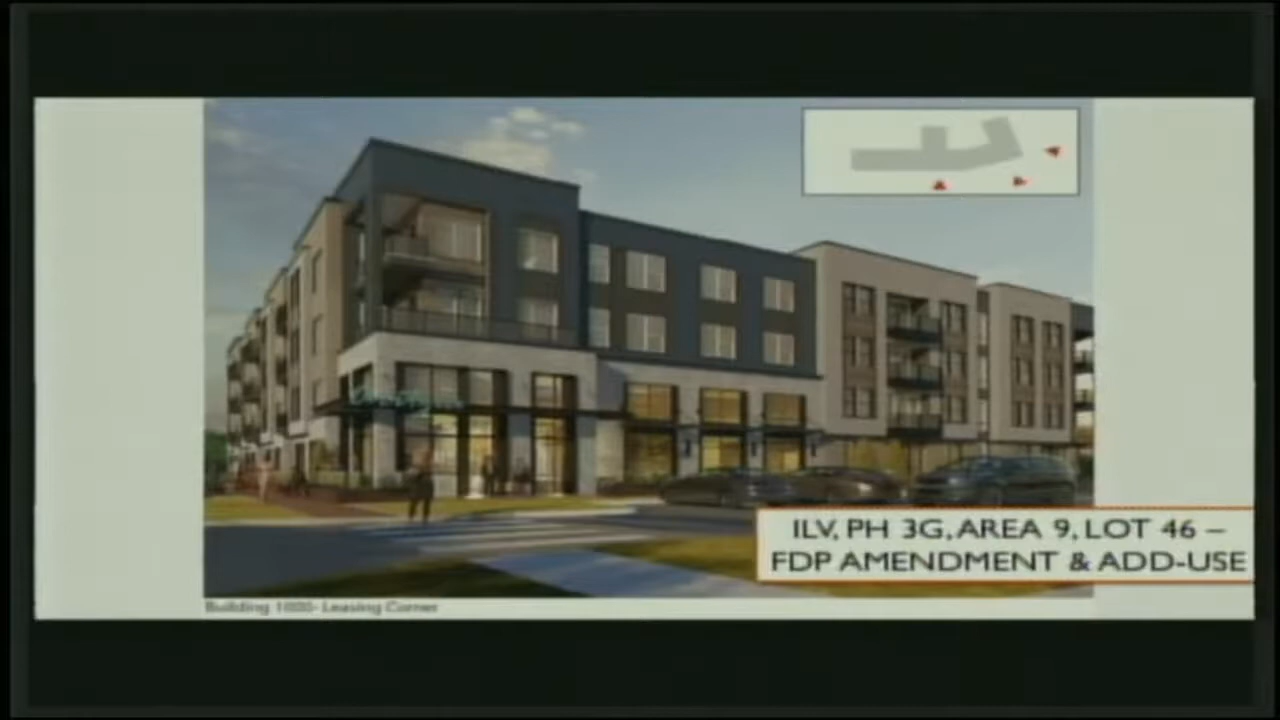 ILV, PH 3G, AREA 9, LOT 46 –
FDP AMENDMENT & ADD-USE
Building 1000- Leasing Corner